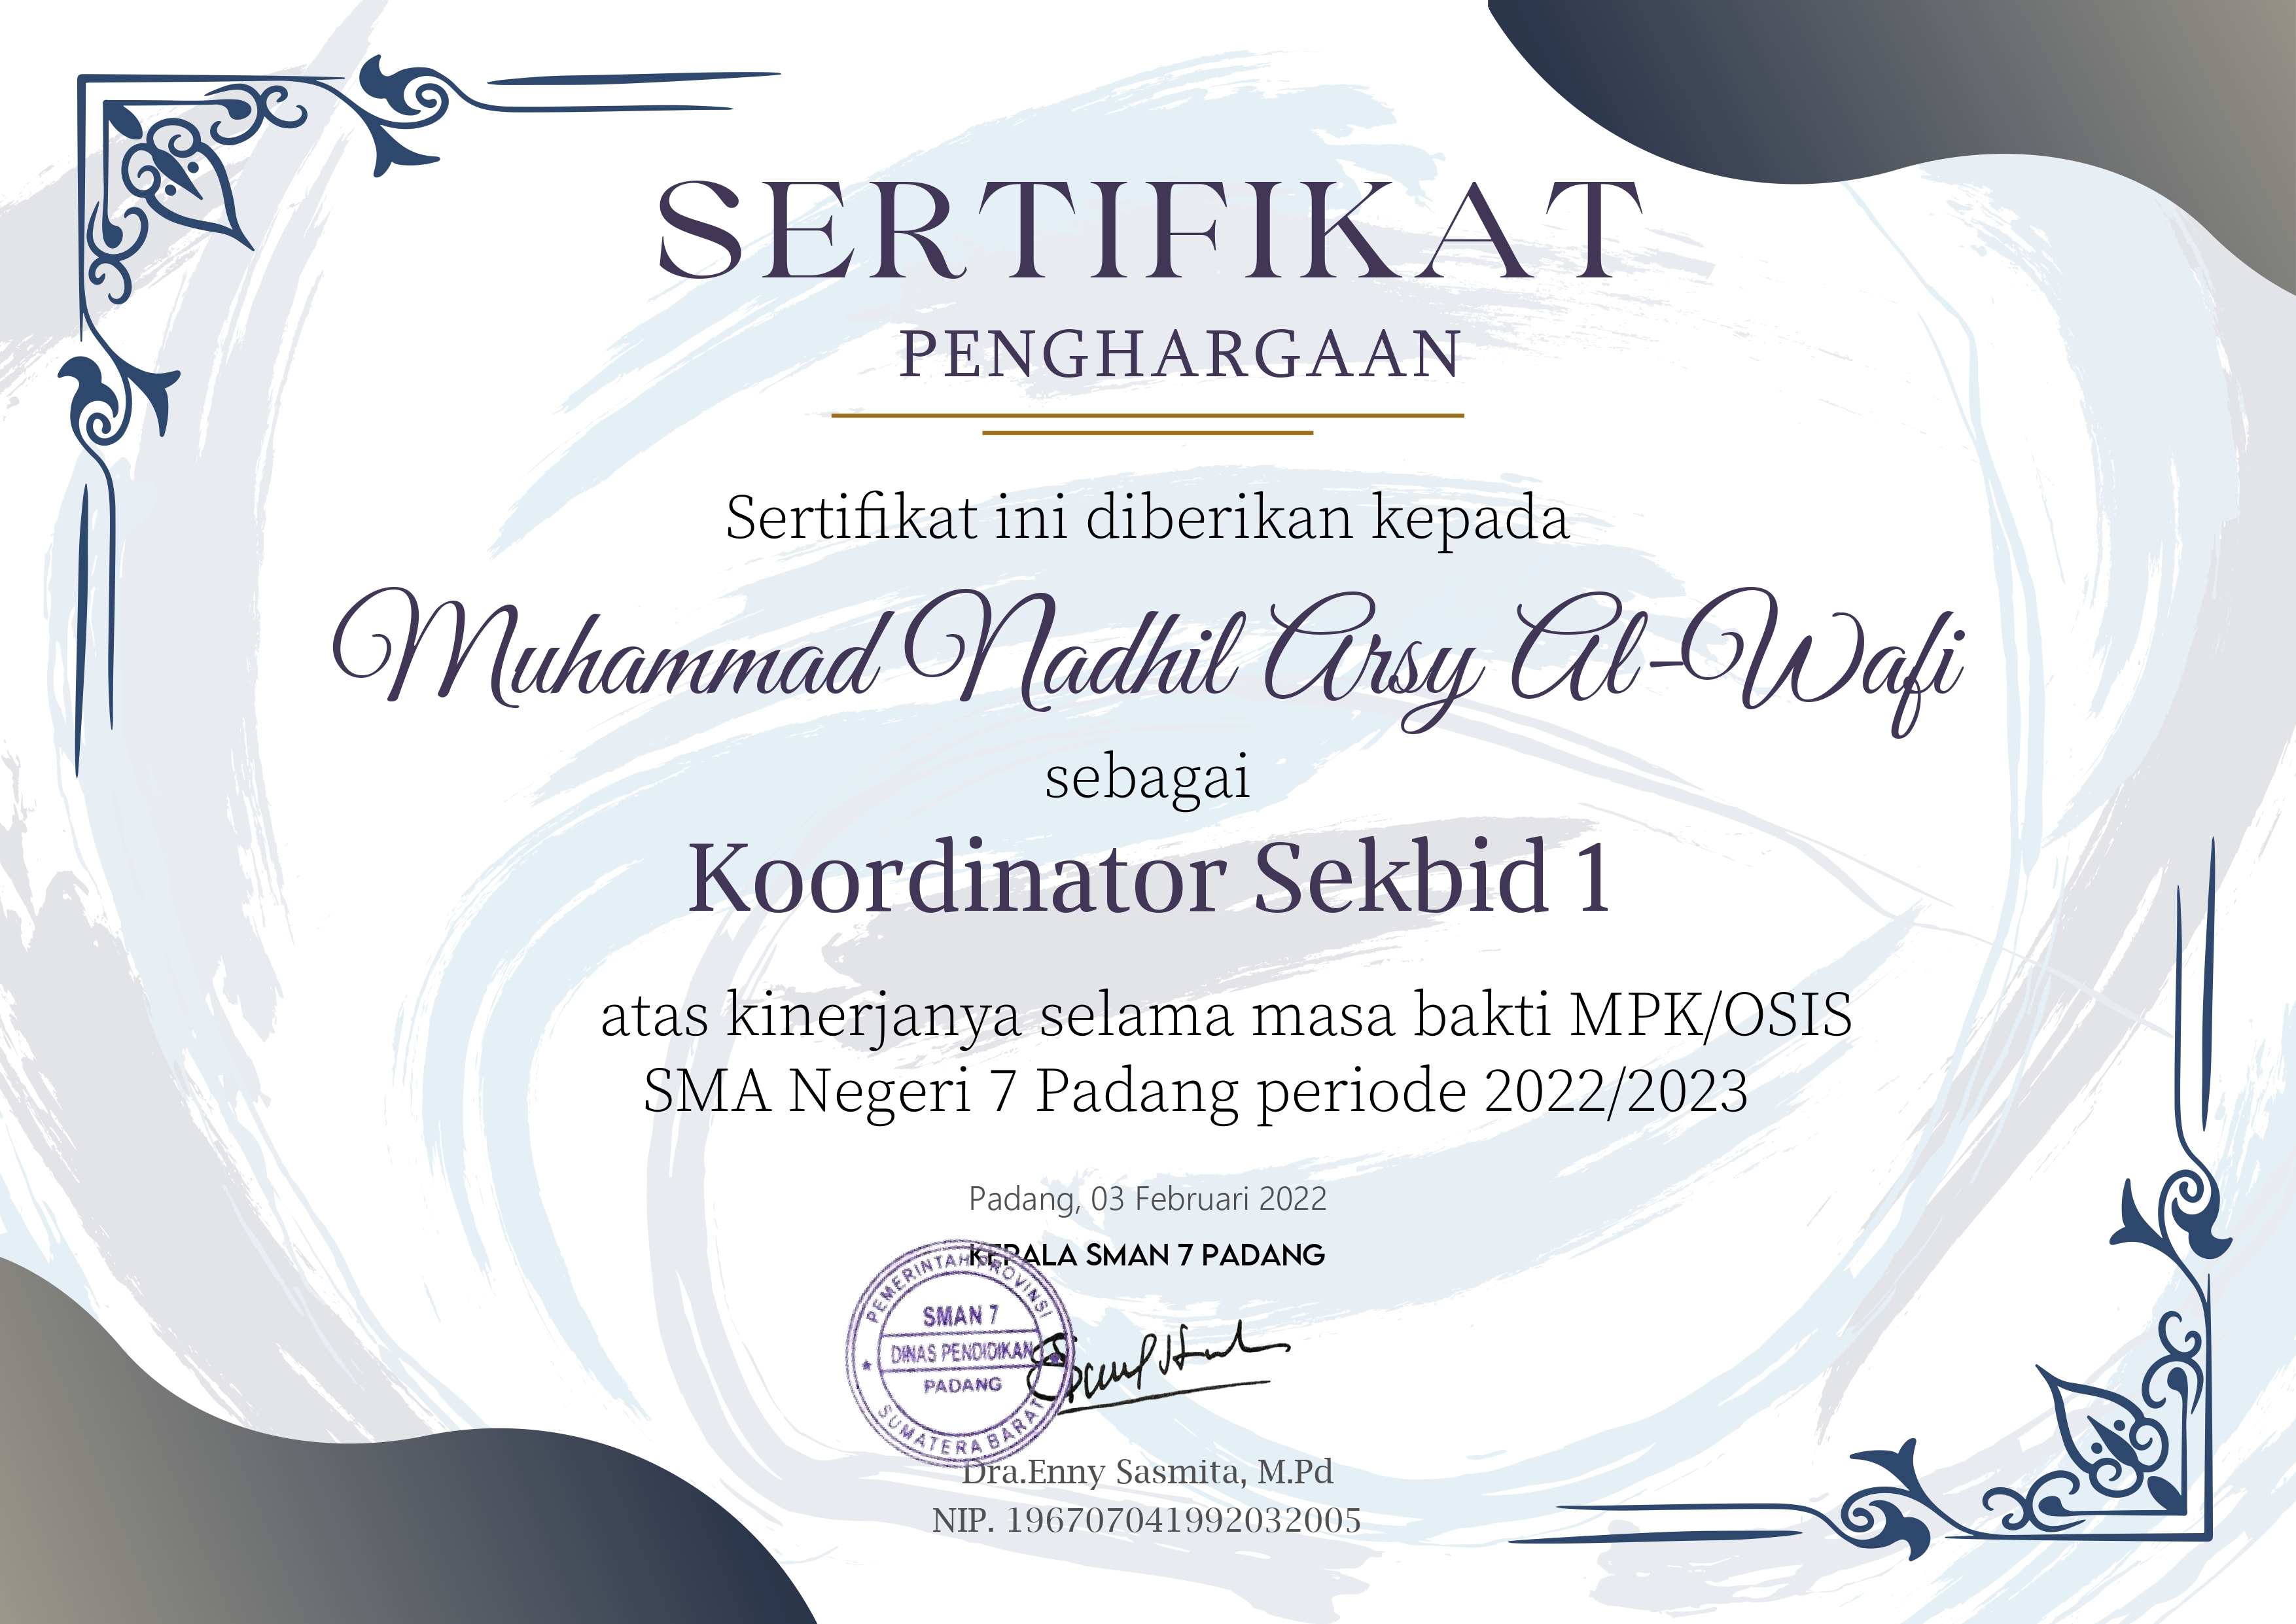 SERTIFIKAT
PENGHARGAAN
Sertifikat ini diberikan kepada
Muhammad Nadhil Arsy Al-Wafi
sebagai
Koordinator Sekbid 1
atas kinerjanya selama masa bakti MPK/OSIS
SMA Negeri 7 Padang periode 2022/2023
Padang, 03 Februari 2022
KEPALA SMAN 7 PADANG
PEMERINTAH PROVINSI
SMAN 7
DINAS PENDIDIKAN
PADANG
SUMATERA BARAT
Dra.Enny Sasmita, M.Pd
NIP. 196707041992032005